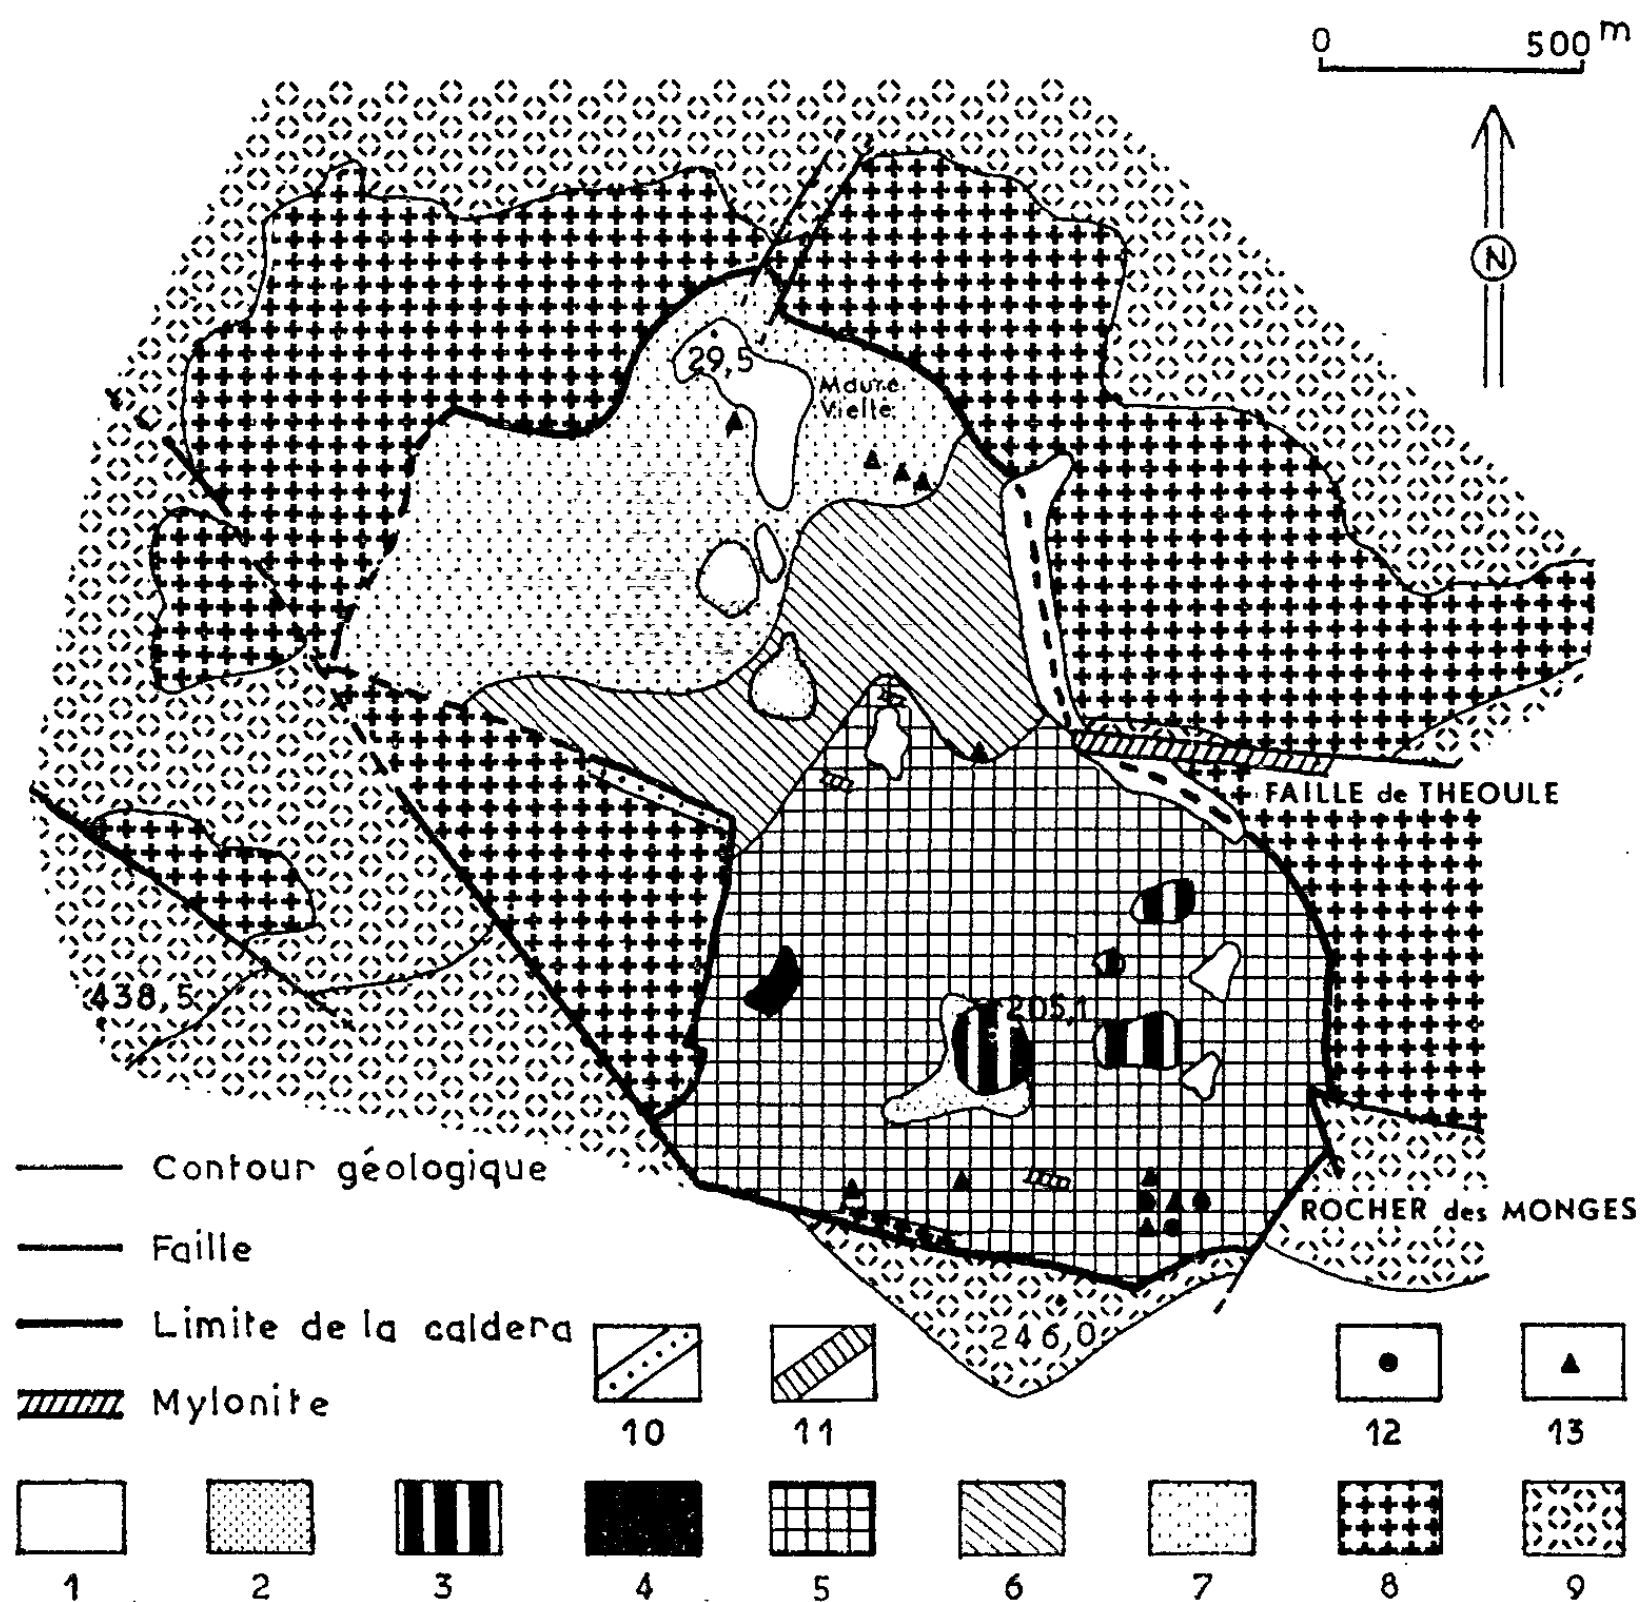 0 500 m
N
29,5
Maure
Vielle
FAILLE de THEOULE
438,5
205,1
Contour géologique
ROCHER des MONGES
Faille
Limite de la caldera
246,0
Mylonite
10 11 12 13
1 2 3 4 5 6 7 8 9